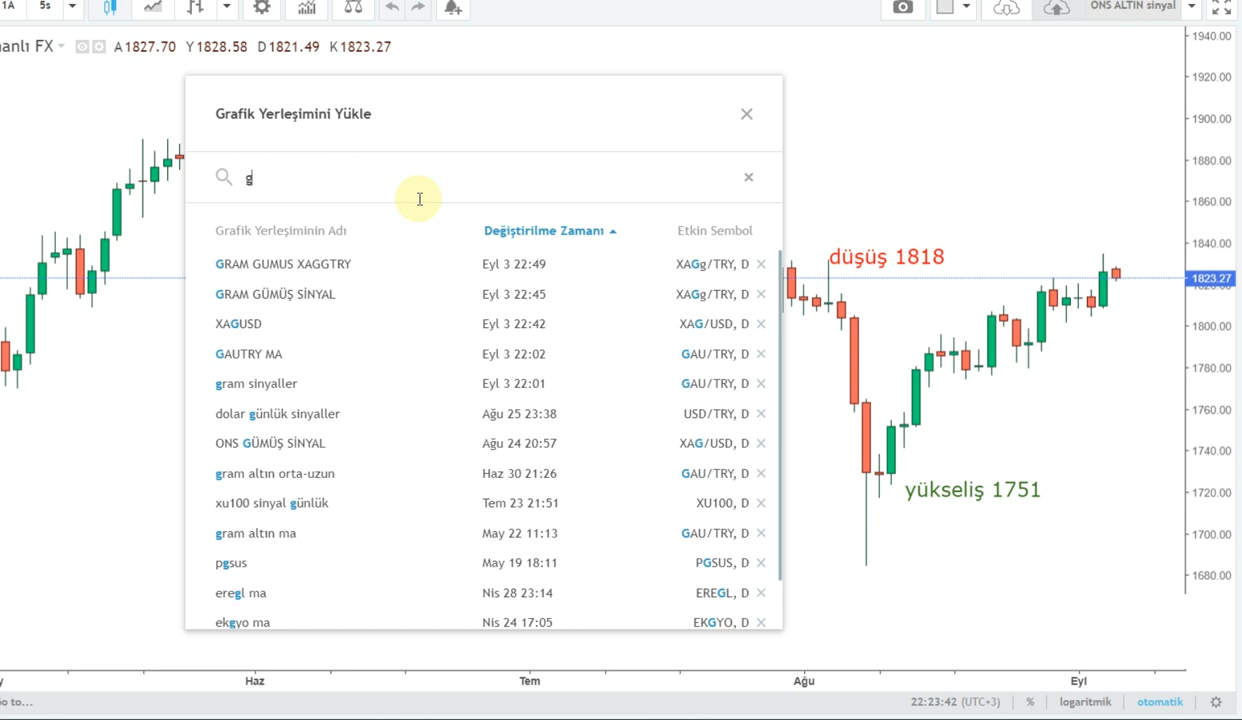 1A 5s ONS ALTIN sinyal
anlı FX A1827.70 Y1828.58 D1821.49 K1823.27
Grafik Yerleşimini Yükle
g
Grafik Yerleşiminin Adı Değiştirilme Zamanı Etkin Sembol
GRAM GUMUS XAGGTRY Eyl 3 22:49 XAGg/TRY, D
GRAM GÜMÜŞ SİNYAL Eyl 3 22:45 XAGg/TRY, D
XAGUSD Eyl 3 22:42 XAG/USD, D
GAUTRY MA Eyl 3 22:02 GAU/TRY, D
gram sinyaller Eyl 3 22:01 GAU/TRY, D
dolar günlük sinyaller Ağu 25 23:38 USD/TRY, D
ONS GÜMÜŞ SİNYAL Ağu 24 20:57 XAG/USD, D
gram altın orta-uzun Haz 30 21:26 GAU/TRY, D
xu100 sinyal günlük Tem 23 21:51 XU100, D
gram altın ma May 22 11:13 GAU/TRY, D
pgsus May 19 18:11 PGSUS, D
eregl ma Nis 28 23:14 EREGL, D
ekgyo ma Nis 24 17:05 EKGYO, D
düşüş 1818
yükseliş 1751
1940.00
1920.00
1900.00
1880.00
1860.00
1840.00
1823.27
1800.00
1780.00
1760.00
1740.00
1720.00
1700.00
1680.00
Haz Tem Ağu Eyl
to... 22:23:42 (UTC+3) % logaritmik otomatik